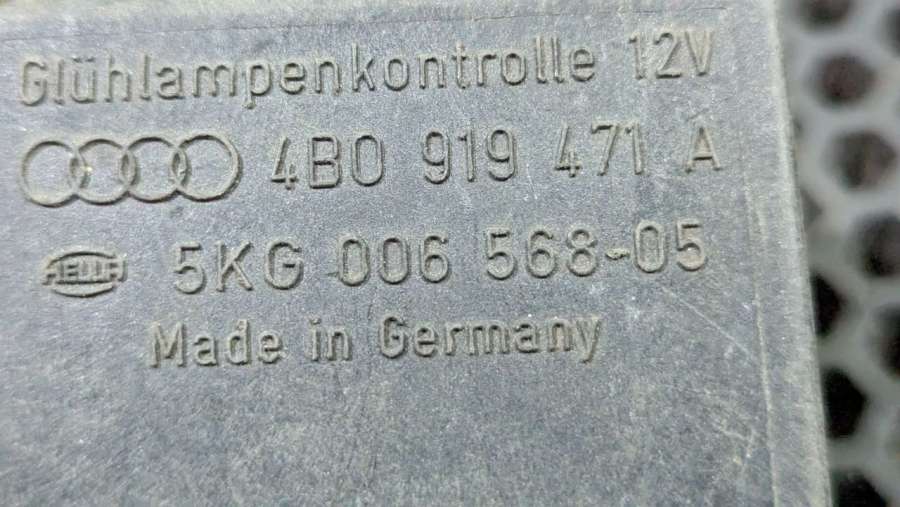 Glühlampenkontrolle 12V
4B0 919 471 A
HELLA 5KG 006 568-05
Made in Germany